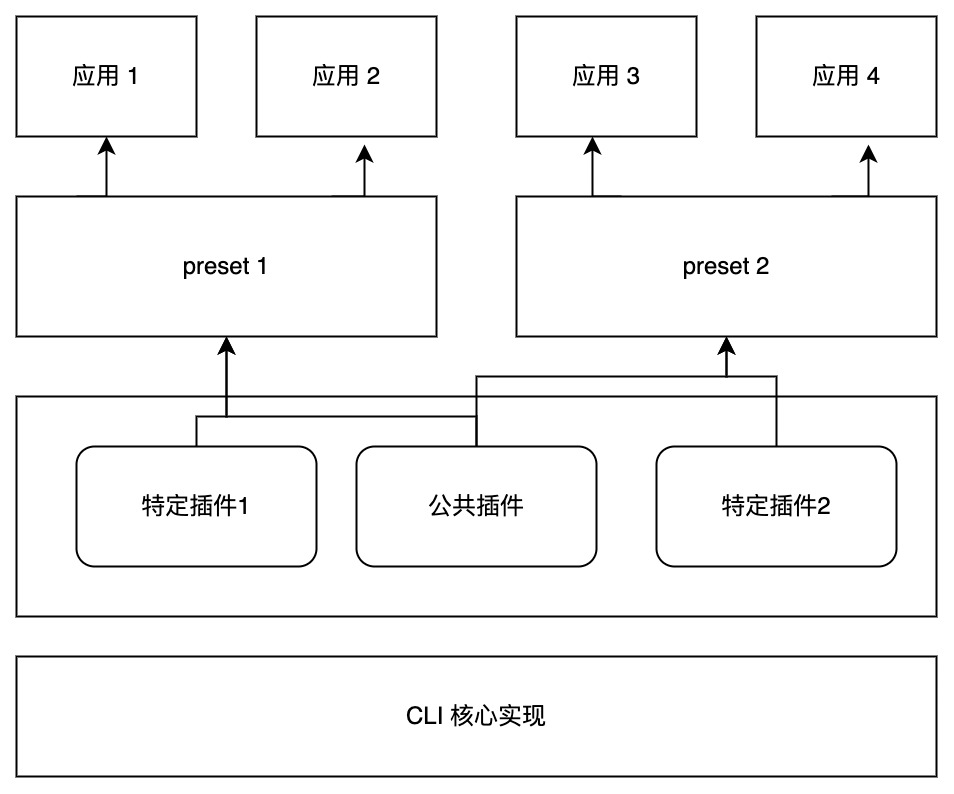 应用 1
应用 2
应用 3
应用 4
preset 1
preset 2
特定插件1
公共插件
特定插件2
CLI 核心实现